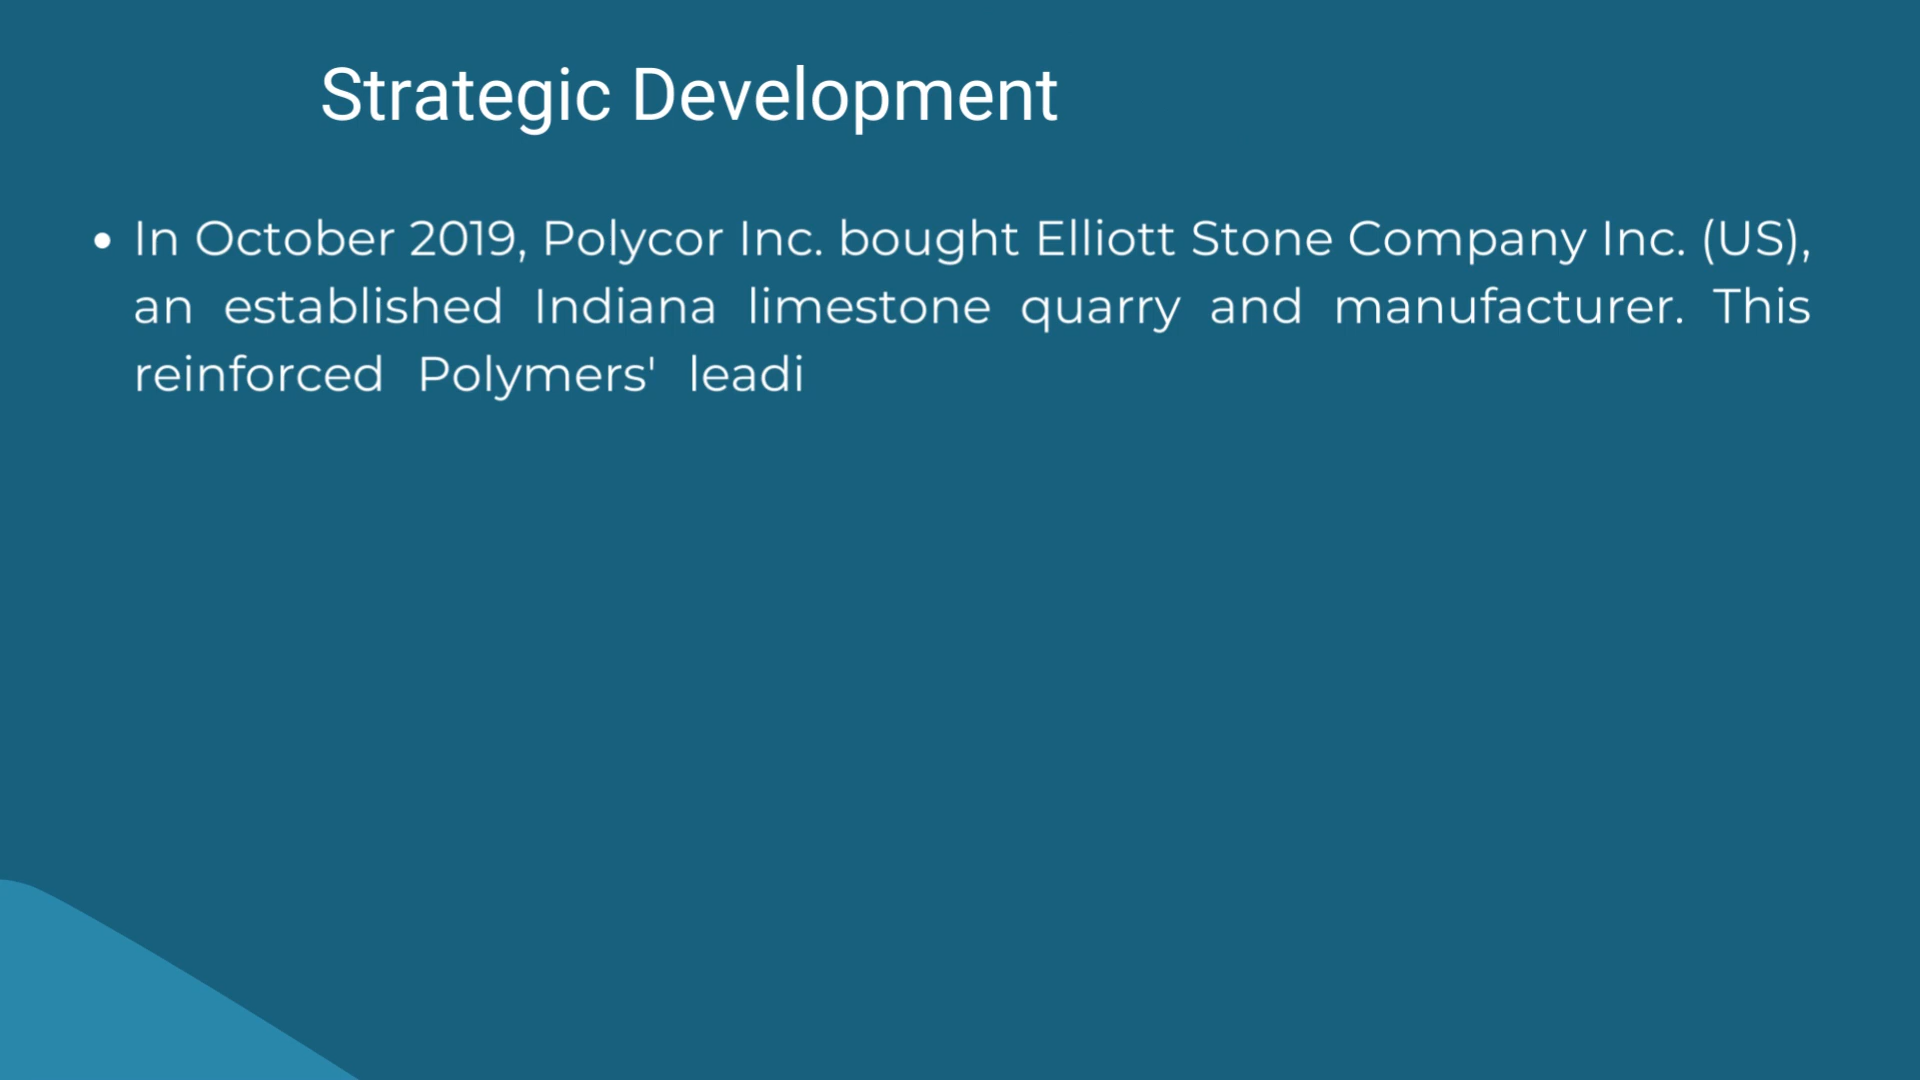 Strategic Development
• In October 2019, Polycor Inc. bought Elliott Stone Company Inc. (US),
an established Indiana limestone quarry and manufacturer. This
reinforced Polymers' leadi